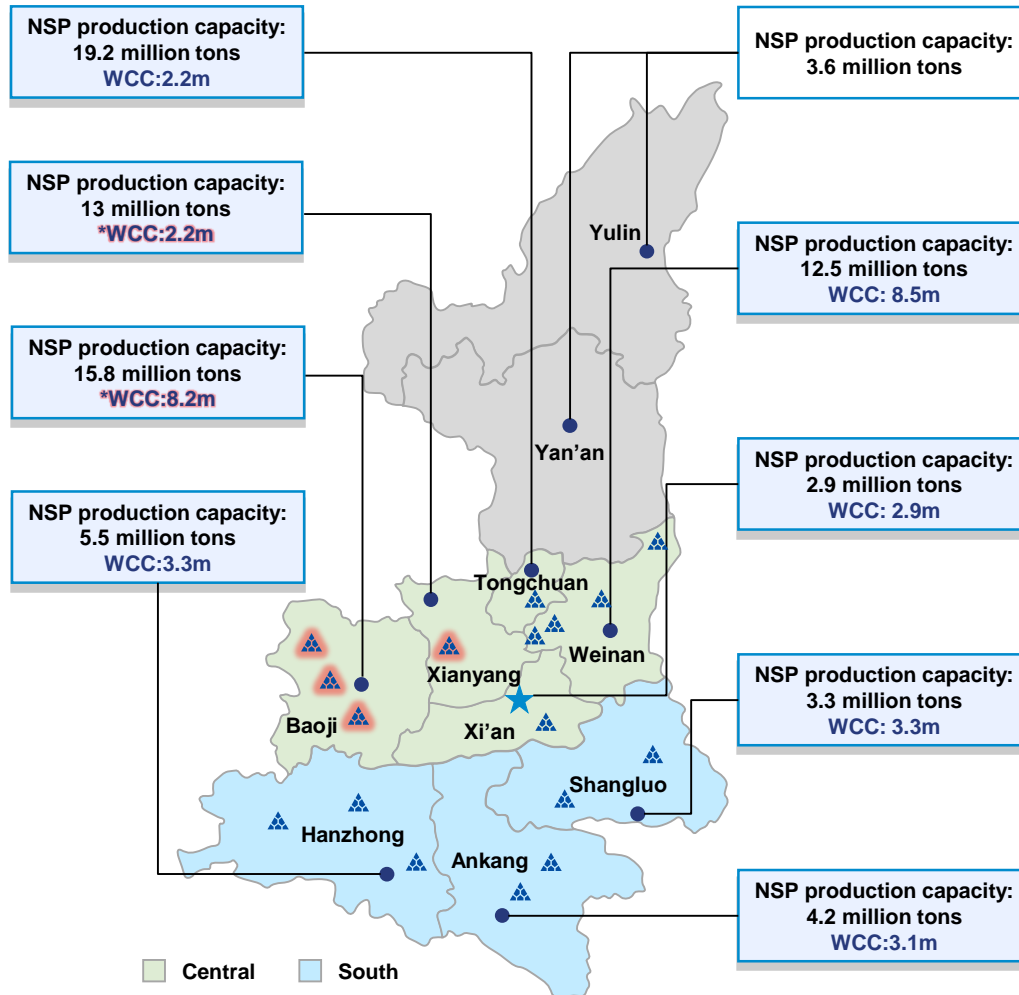 NSP production capacity:
19.2 million tons
WCC:2.2m
NSP production capacity:
3.6 million tons
NSP production capacity:
13 million tons
*WCC:2.2m
Yulin
NSP production capacity:
12.5 million tons
WCC: 8.5m
NSP production capacity:
15.8 million tons
*WCC:8.2m
Yan’an
NSP production capacity:
2.9 million tons
WCC: 2.9m
NSP production capacity:
5.5 million tons
WCC:3.3m
Tongchuan
Weinan
Xianyang
Baoji
Xi’an
NSP production capacity:
3.3 million tons
WCC: 3.3m
Shangluo
Hanzhong
Ankang
NSP production capacity:
4.2 million tons
WCC:3.1m
Central
South